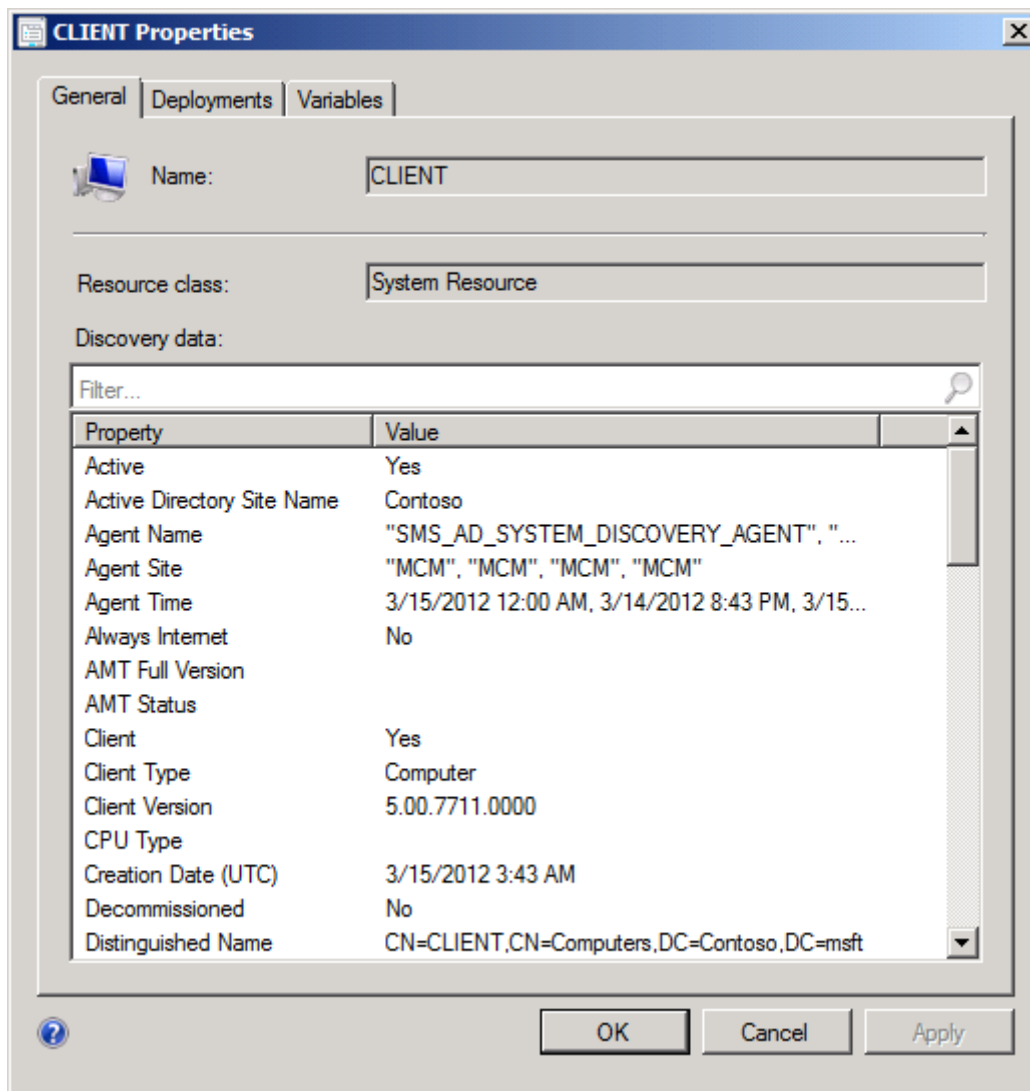 CLIENT Properties
General Deployments Variables
Name: CLIENT
Resource class: System Resource
Discovery data:
Filter...
Property Value
Active Yes
Active Directory Site Name Contoso
Agent Name "SMS_AD_SYSTEM_DISCOVERY_AGENT", "...
Agent Site "MCM", "MCM", "MCM", "MCM"
Agent Time 3/15/2012 12:00 AM, 3/14/2012 8:43 PM, 3/15...
Always Internet No
AMT Full Version
AMT Status
Client Yes
Client Type Computer
Client Version 5.00.7711.0000
CPU Type
Creation Date (UTC) 3/15/2012 3:43 AM
Decommissioned No
Distinguished Name CN=CLIENT,CN=Computers,DC=Contoso,DC=msft
OK Cancel Apply